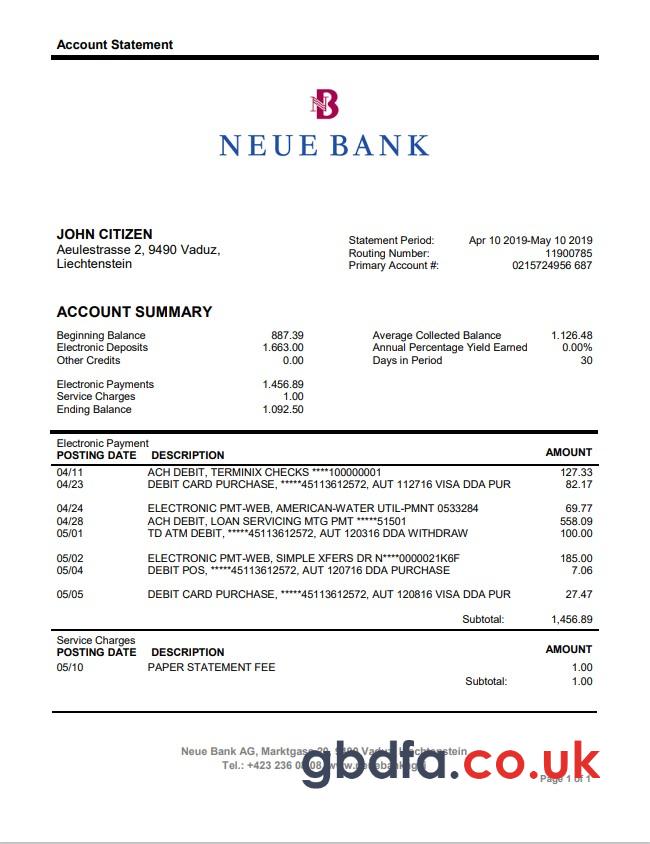 Account Statement
NB
NEUE BANK
JOHN CITIZEN
Aeulestrasse 2, 9490 Vaduz,
Liechtenstein
Statement Period: Apr 10 2019-May 10 2019
Routing Number: 11900785
Primary Account #: 0215724956 687
ACCOUNT SUMMARY
Beginning Balance 887.39 Average Collected Balance 1.126.48
Electronic Deposits 1.663.00 Annual Percentage Yield Earned 0.00%
Other Credits 0.00 Days in Period 30
Electronic Payments 1.456.89
Service Charges 1.00
Ending Balance 1.092.50
Electronic Payment
POSTING DATE DESCRIPTION AMOUNT
04/11 ACH DEBIT, TERMINIX CHECKS ****100000001 127.33
04/23 DEBIT CARD PURCHASE, *****45113612572, AUT 112716 VISA DDA PUR 82.17
04/24 ELECTRONIC PMT-WEB, AMERICAN-WATER UTIL-PMNT 0533284 69.77
04/28 ACH DEBIT, LOAN SERVICING MTG PMT *****51501 558.09
05/01 TD ATM DEBIT, *****45113612572, AUT 120316 DDA WITHDRAW 100.00
05/02 ELECTRONIC PMT-WEB, SIMPLE XFERS DR N****0000021K6F 185.00
05/04 DEBIT POS, *****45113612572, AUT 120716 DDA PURCHASE 7.06
05/05 DEBIT CARD PURCHASE, *****45113612572, AUT 120816 VISA DDA PUR 27.47
Subtotal: 1,456.89
Service Charges
POSTING DATE DESCRIPTION AMOUNT
05/10 PAPER STATEMENT FEE 1.00
Subtotal: 1.00
Neue Bank AG, Liechtenstein
Tel.: +423 236
gbdfa.co.uk
Page 1 of 1